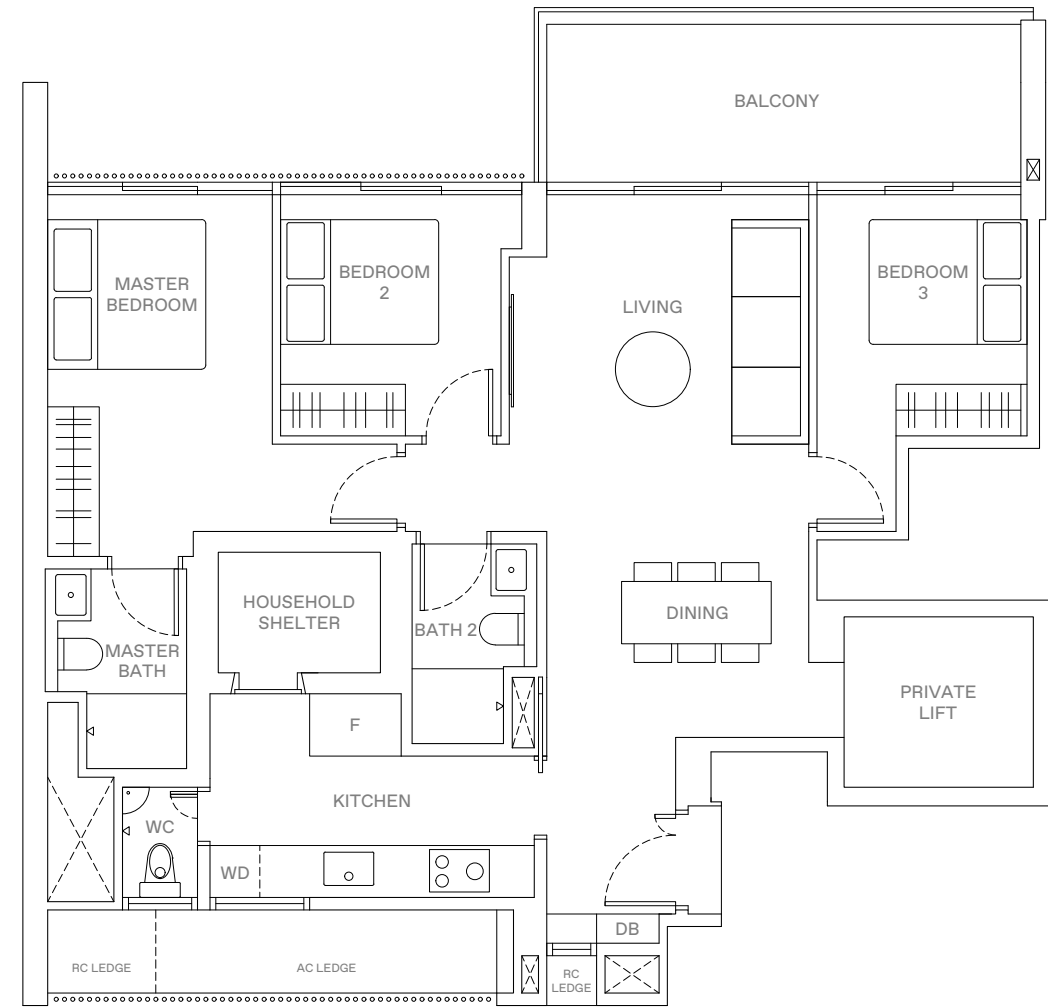 BALCONY
MASTER
BEDROOM
BEDROOM
2
LIVING
BEDROOM
3
HOUSEHOLD
SHELTER
BATH 2
DINING
MASTER
BATH
PRIVATE
LIFT
F
KITCHEN
WC
WD
DB
RC LEDGE
AC LEDGE
RC
LEDGE